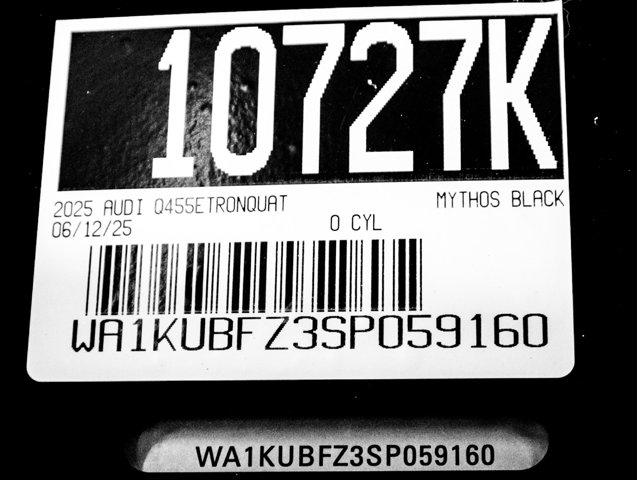 10727K
2025 AUDI Q455ETRONQUAT MYTHOS BLACK
06/12/25 0 CYL
WA1KUBFZ3SP059160
WA1KUBFZ3SP059160